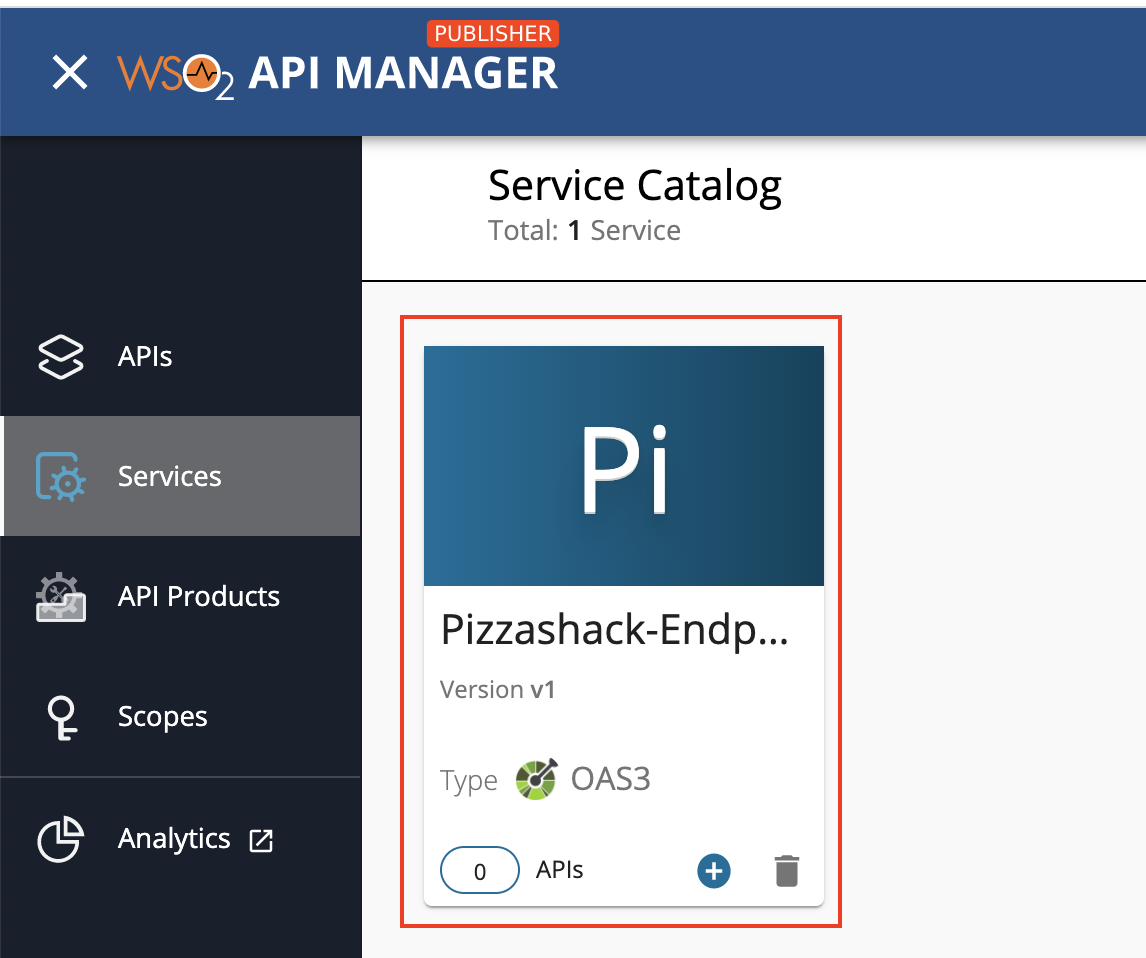 PUBLISHER
WSO2 API MANAGER
Service Catalog
Total: 1 Service
APIs
Services
API Products
Scopes
Analytics
Pi
Pizzashack-Endp...
Version v1
Type OAS3
0 APIs